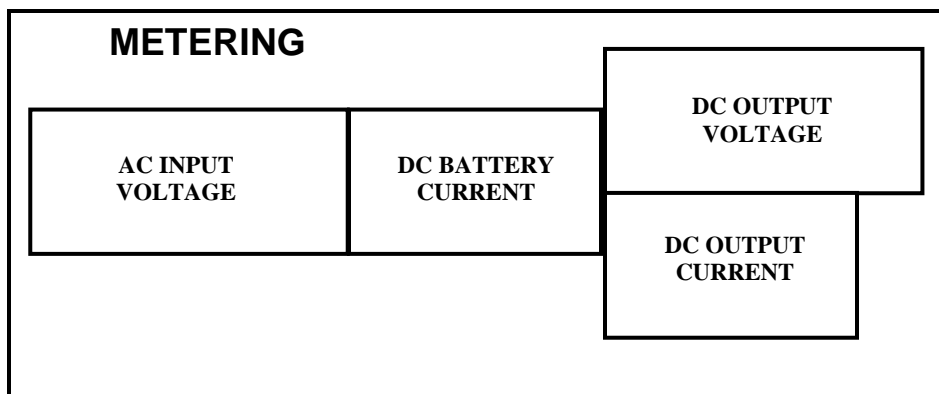 METERING
AC INPUT
VOLTAGE
DC BATTERY
CURRENT
DC OUTPUT
VOLTAGE
DC OUTPUT
CURRENT